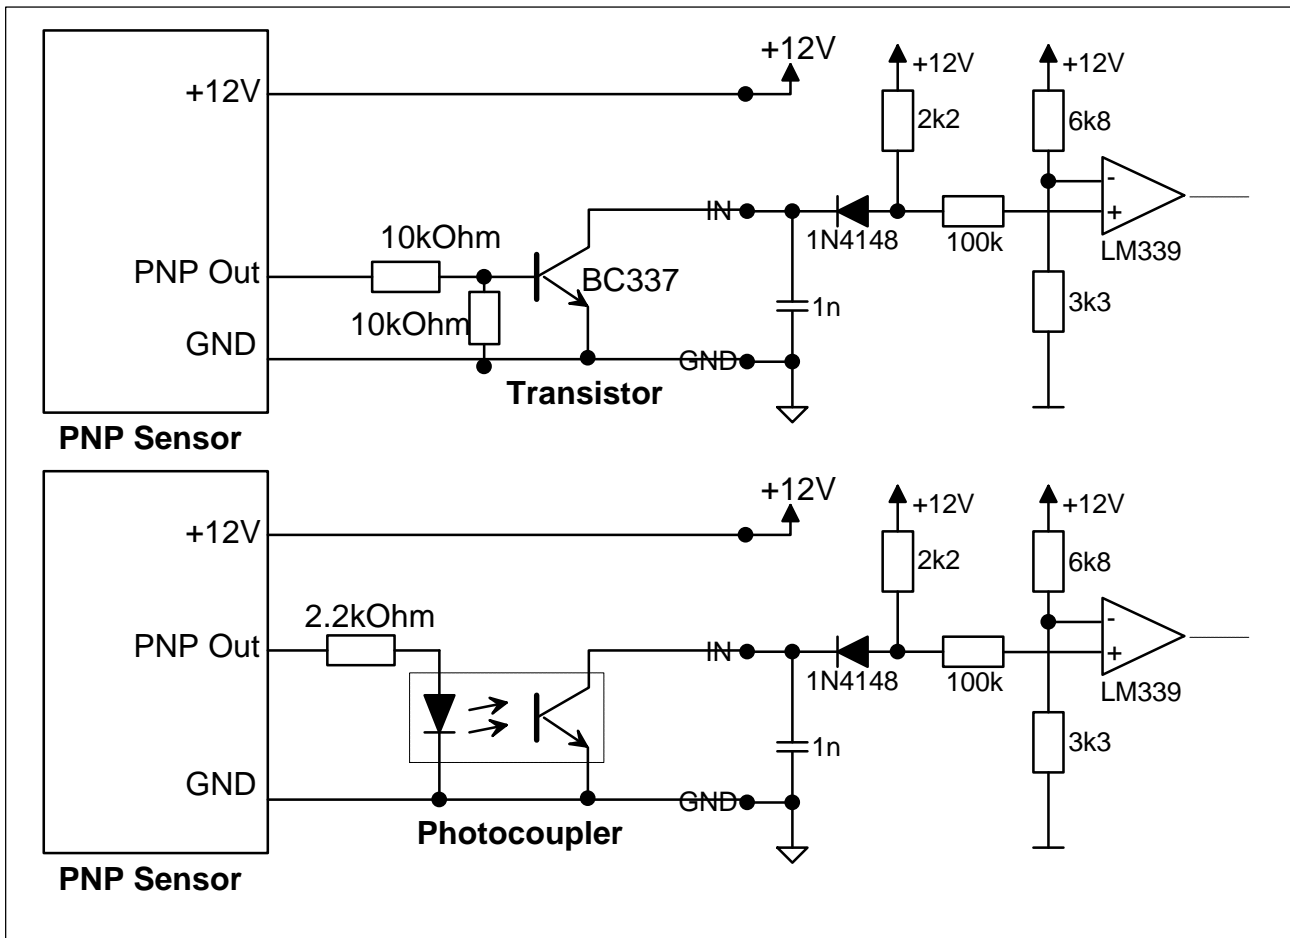 +12V
+12V
+12V
+12V
2k2
6k8
-
IN
+
10kOhm
1N4148
100k
LM339
PNP Out
BC337
10kOhm
1n
3k3
GND
GND
Transistor
PNP Sensor
+12V
+12V
+12V
+12V
2k2
6k8
2.2kOhm
-
PNP Out
IN
+
1N4148
100k
LM339
1n
3k3
GND
GND
Photocoupler
PNP Sensor